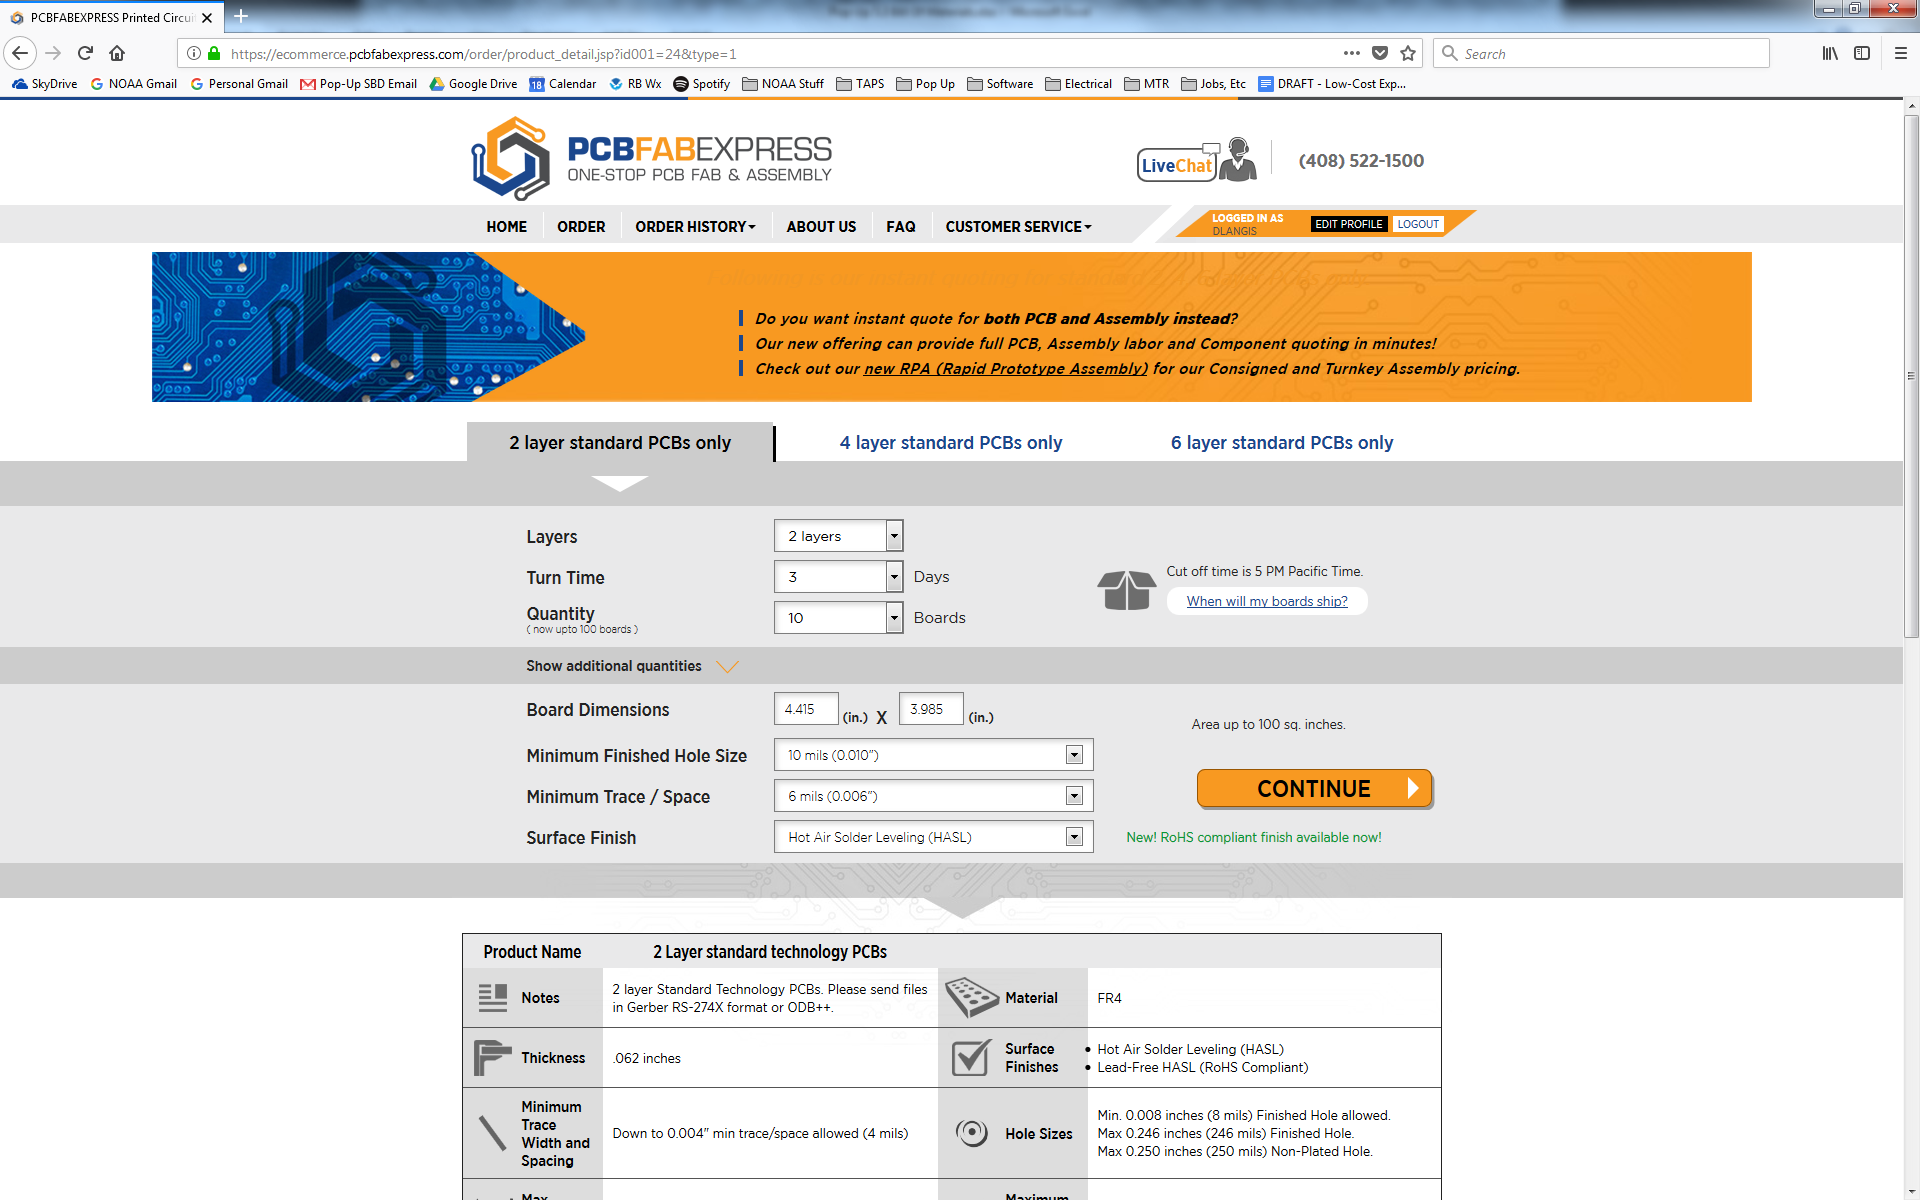 PCBFABEXPRESS Printed Circui
https://ecommerce.pcbfabexpress.com/order/product_detail.jsp?id001=24&type=1
Search
SkyDrive
NOAA Gmail
Personal Gmail
Pop-Up SBD Email
Google Drive
18 Calendar
RB Wx
Spotify
NOAA Stuff
TAPS
Pop Up
Software
Electrical
MTR
Jobs, Etc
DRAFT - Low-Cost Exp...
PCBFABEXPRESS
ONE-STOP PCB FAB & ASSEMBLY
LiveChat
(408) 522-1500
HOME
ORDER
ORDER HISTORY
ABOUT US
FAQ
CUSTOMER SERVICE
LOGGED IN AS
DLANGIS
EDIT PROFILE
LOGOUT
Do you want instant quote for both PCB and Assembly instead?
Our new offering can provide full PCB, Assembly labor and Component quoting in minutes!
Check out our new RPA (Rapid Prototype Assembly) for our Consigned and Turnkey Assembly pricing.
2 layer standard PCBs only
4 layer standard PCBs only
6 layer standard PCBs only
Layers
2 layers
Turn Time
3
Days
Cut off time is 5 PM Pacific Time.
When will my boards ship?
Quantity
( now upto 100 boards )
10
Boards
Show additional quantities
Board Dimensions
4.415
(in.)
X
3.985
(in.)
Area up to 100 sq. inches.
Minimum Finished Hole Size
10 mils (0.010")
Minimum Trace / Space
6 mils (0.006")
CONTINUE
Surface Finish
Hot Air Solder Leveling (HASL)
New! RoHS compliant finish available now!
Product Name
2 Layer standard technology PCBs
Notes
2 layer Standard Technology PCBs. Please send files
in Gerber RS-274X format or ODB++.
Material
FR4
Thickness
.062 inches
Surface
Finishes
• Hot Air Solder Leveling (HASL)
• Lead-Free HASL (RoHS Compliant)
Minimum
Trace
Width and
Spacing
Down to 0.004" min trace/space allowed (4 mils)
Hole Sizes
Min. 0.008 inches (8 mils) Finished Hole allowed.
Max 0.246 inches (246 mils) Finished Hole.
Max 0.250 inches (250 mils) Non-Plated Hole.
Max
Maximum